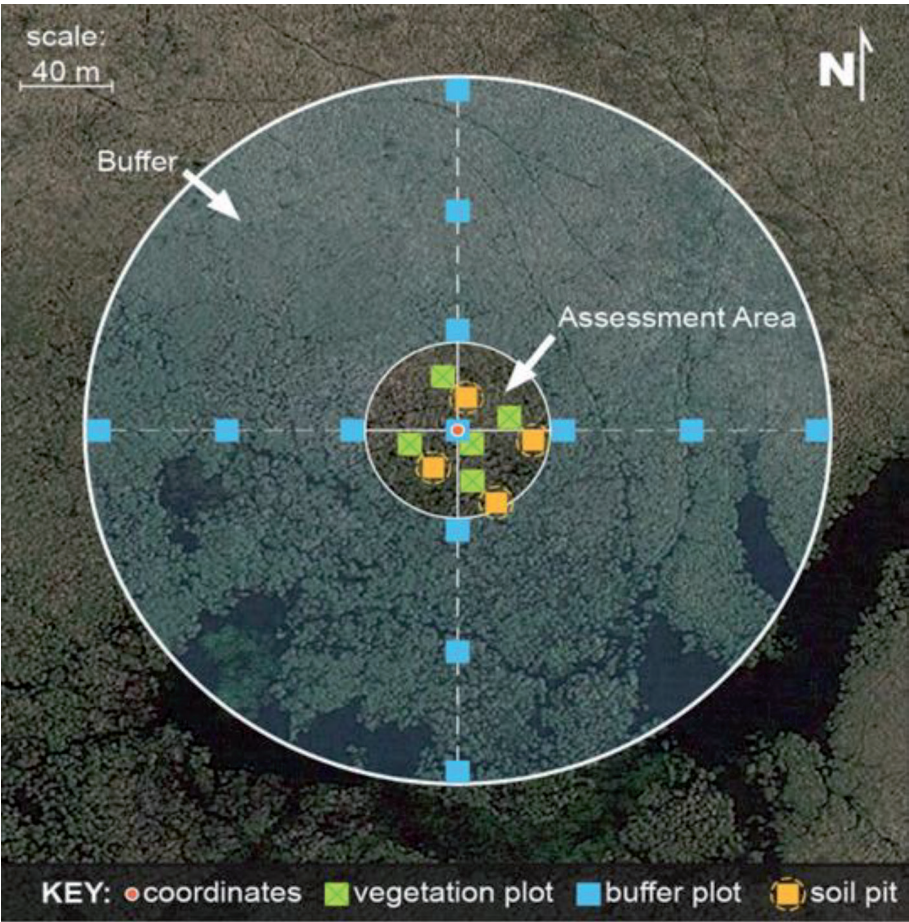 scale:
40 m
N
Buffer
Assessment Area
KEY: coordinates vegetation plot buffer plot soil pit